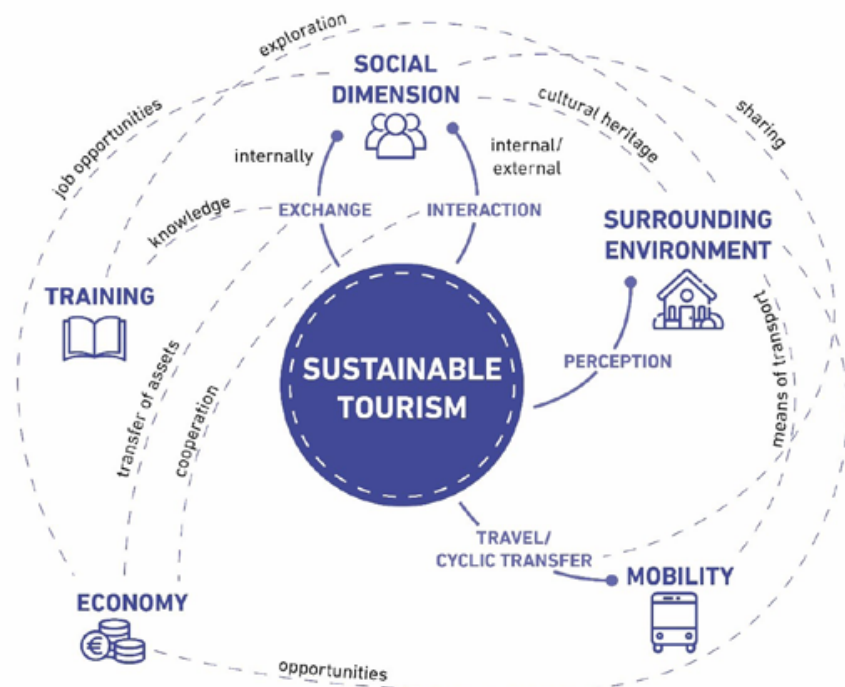 exploration
SOCIAL
DIMENSION
job opportunities
sharing
cultural heritage
internally
internal/
external
knowledge
EXCHANGE
INTERACTION
SURROUNDING
ENVIRONMENT
TRAINING
SUSTAINABLE
TOURISM
PERCEPTION
transfer of assets
cooperation
means of transport
TRAVEL/
CYCLIC TRANSFER
MOBILITY
ECONOMY
€
opportunities